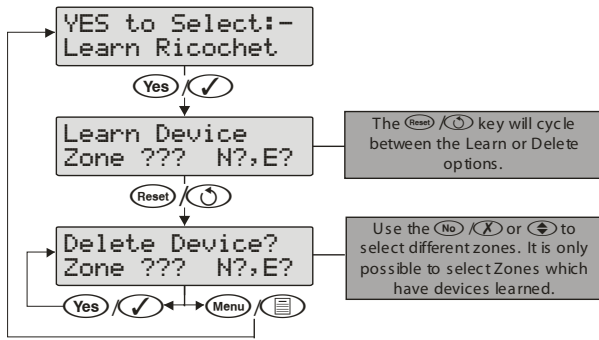 YES to Select:-
Learn Ricochet
Yes /
Learn Device
Zone ??? N?,E?
The Reset / key will cycle
between the Learn or Delete
options.
Reset /
Delete Device?
Zone ??? N?,E?
Use the No / or to
select different zones. It is only
possible to select Zones which
have devices learned.
Yes / Menu /